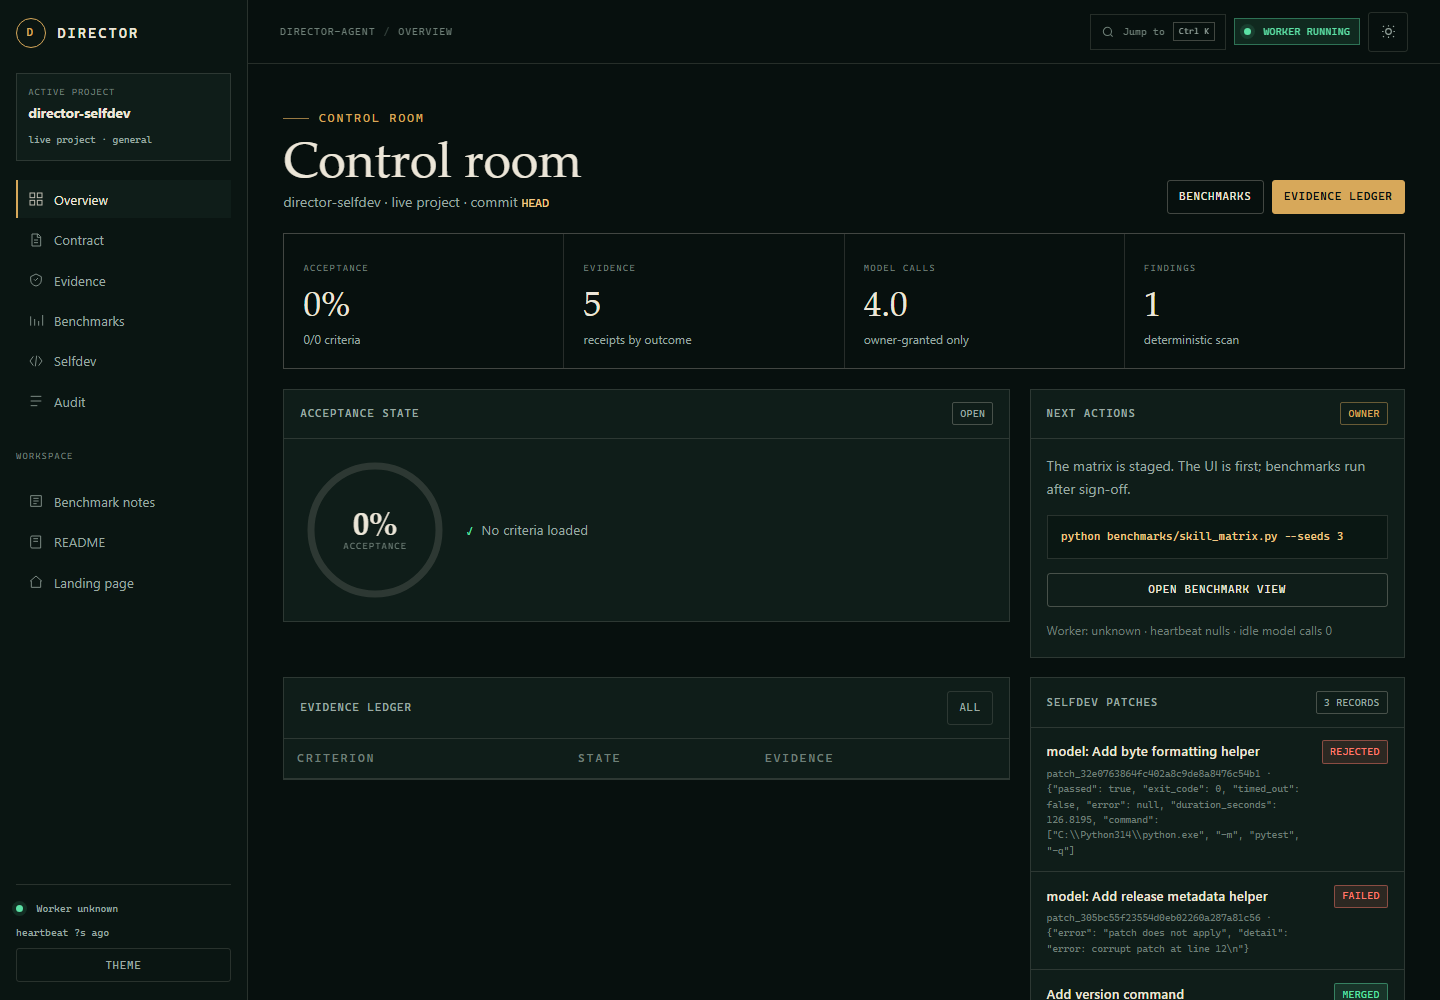 D DIRECTOR
ACTIVE PROJECT
director-selfdev
live project · general
Overview
Contract
Evidence
Benchmarks
Selfdev
Audit
WORKSPACE
Benchmark notes
README
Landing page
Worker unknown
heartbeat ?s ago
THEME
DIRECTOR-AGENT / OVERVIEW
Jump to Ctrl K
WORKER RUNNING
CONTROL ROOM
Control room
director-selfdev · live project · commit HEAD
BENCHMARKS
EVIDENCE LEDGER
ACCEPTANCE
0%
0/0 criteria
EVIDENCE
5
receipts by outcome
MODEL CALLS
4.0
owner-granted only
FINDINGS
1
deterministic scan
ACCEPTANCE STATE
OPEN
0%
ACCEPTANCE
✓ No criteria loaded
NEXT ACTIONS
OWNER
The matrix is staged. The UI is first; benchmarks run
after sign-off.
python benchmarks/skill_matrix.py --seeds 3
OPEN BENCHMARK VIEW
Worker: unknown · heartbeat nulls · idle model calls 0
EVIDENCE LEDGER
ALL
CRITERION STATE EVIDENCE
SELFDEV PATCHES
3 RECORDS
model: Add byte formatting helper
REJECTED
patch_32e0763864fc402a8c9de8a8476c54b1 ·
{"passed": true, "exit_code": 0, "timed_out":
false, "error": null, "duration_seconds":
126.8195, "command":
["C:\\Python314\\python.exe", "-m", "pytest",
"-q"]
model: Add release metadata helper
FAILED
patch_305bc55f23554d0eb02260a287a81c56 ·
{"error": "patch does not apply", "detail":
"error: corrupt patch at line 12\n"}
Add version command
MERGED